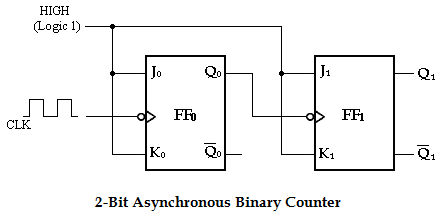 HIGH
(Logic 1)
J₀ Q₀ J₁ Q₁
CLK FF₀ FF₁
K₀ Q̅₀ K₁ Q̅₁
Q₁
2-Bit Asynchronous Binary Counter